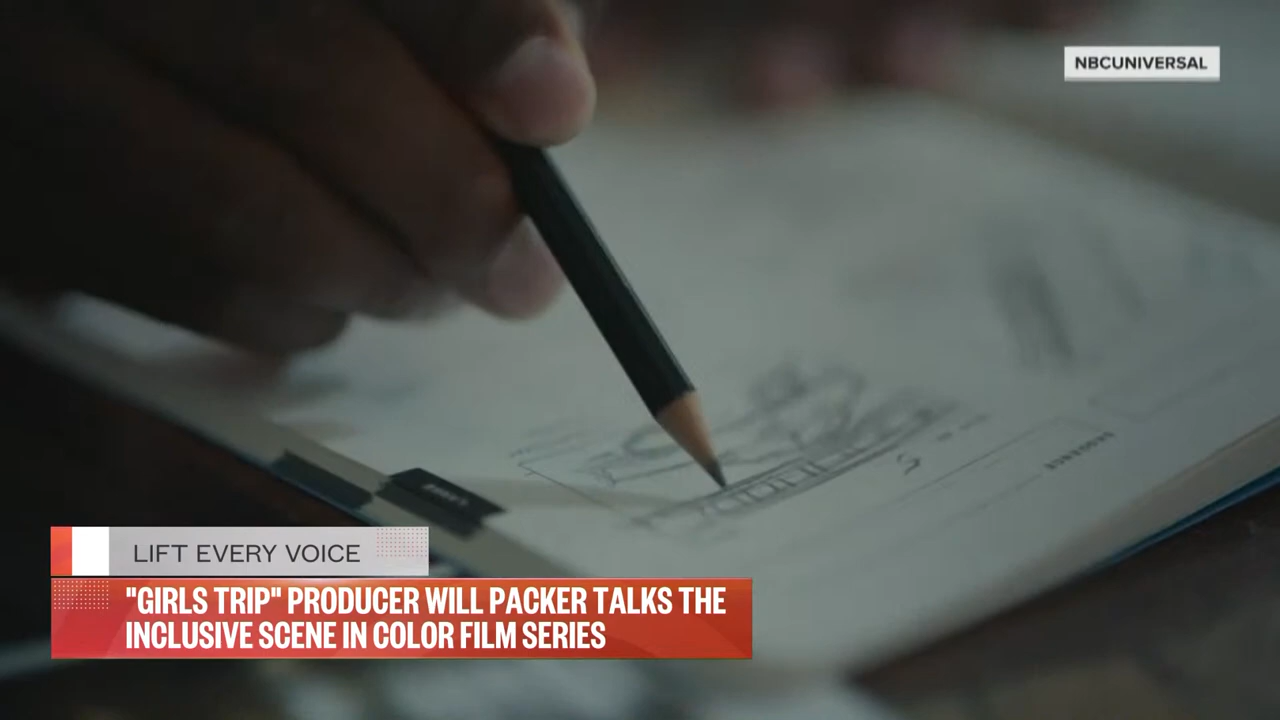 NBCUNIVERSAL
LIFT EVERY VOICE
"GIRLS TRIP" PRODUCER WILL PACKER TALKS THE
INCLUSIVE SCENE IN COLOR FILM SERIES